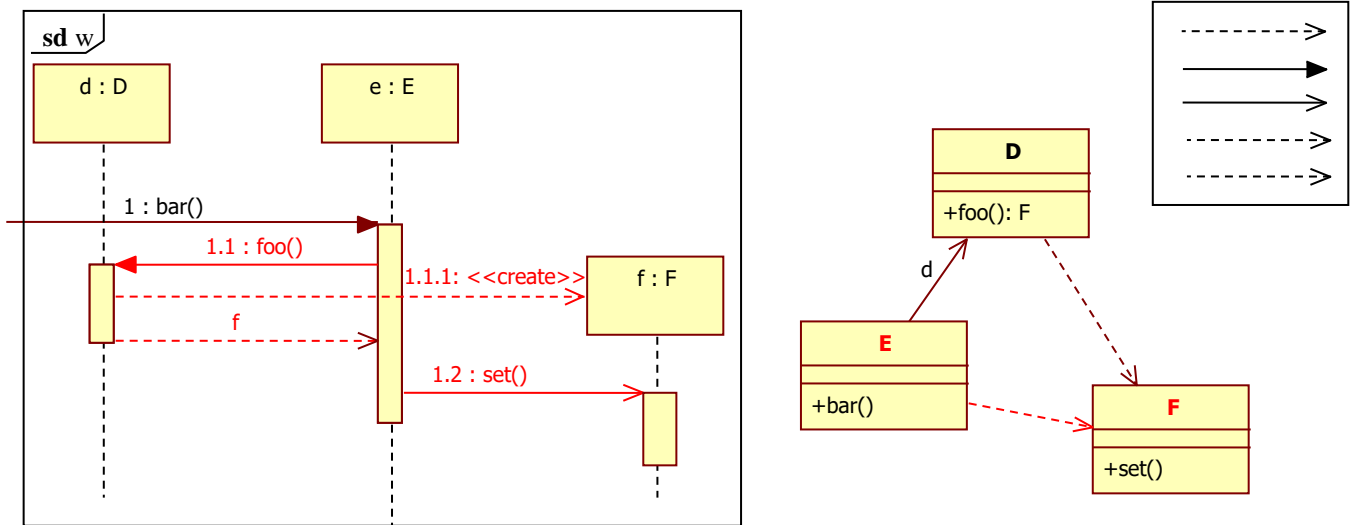 sd w
d : D
e : E
1 : bar()
1.1 : foo()
1.1.1: <<create>>
f : F
f
1.2 : set()
D
+foo(): F
d
E
+bar()
F
+set()